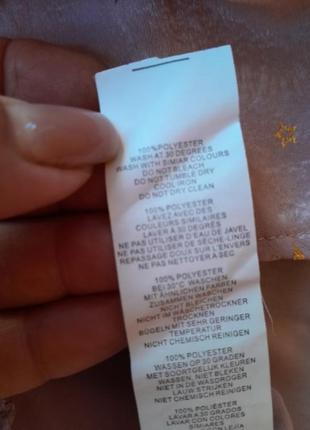 100%POLYESTER
WASH AT 30 DEGREES
WASH WITH SIMIAR COLOURS
DO NOT BLEACH
DO NOT TUMBLE DRY
COOL IRON
DO NOT DRY CLEAN
100% POLYESTER
LAVEZ AVEC DES
COULEURS SIMILAIRES
LAVER A 30 DEGRÉS
NE PAS UTILISER D'EAU DE JAVEL
NE PAS UTILISER DE SÈCHE-LINGE
REPASSAGE DOUX SUR L'ENVERS
NE PAS NETTOYER A SEC
100% POLYESTER
BEI 30°C WASCHEN
MIT ÄHNLICHEN FARBEN
ZUSAMMEN WASCHEN
NICHT BLEICHEN
NICHT IM WÄSCHETROCKNER
TROCKNEN
BÜGELN MIT SEHR GERINGER
TEMPERATUR
NICHT CHEMISCH REINIGEN
100% POLYESTER
WASSEN OP 30 GRADEN
MET SOORTGELIJK KLEUREN
WASSEN, NIET BLEKEN
NIET IN DE WASDROGER
LAUW STRIJKEN
NIET CHEMISCH REINIGEN
100% POLIÉSTER
LAVAR A 30 GRADOS
LAVAR CON COLORES
SIMIARES